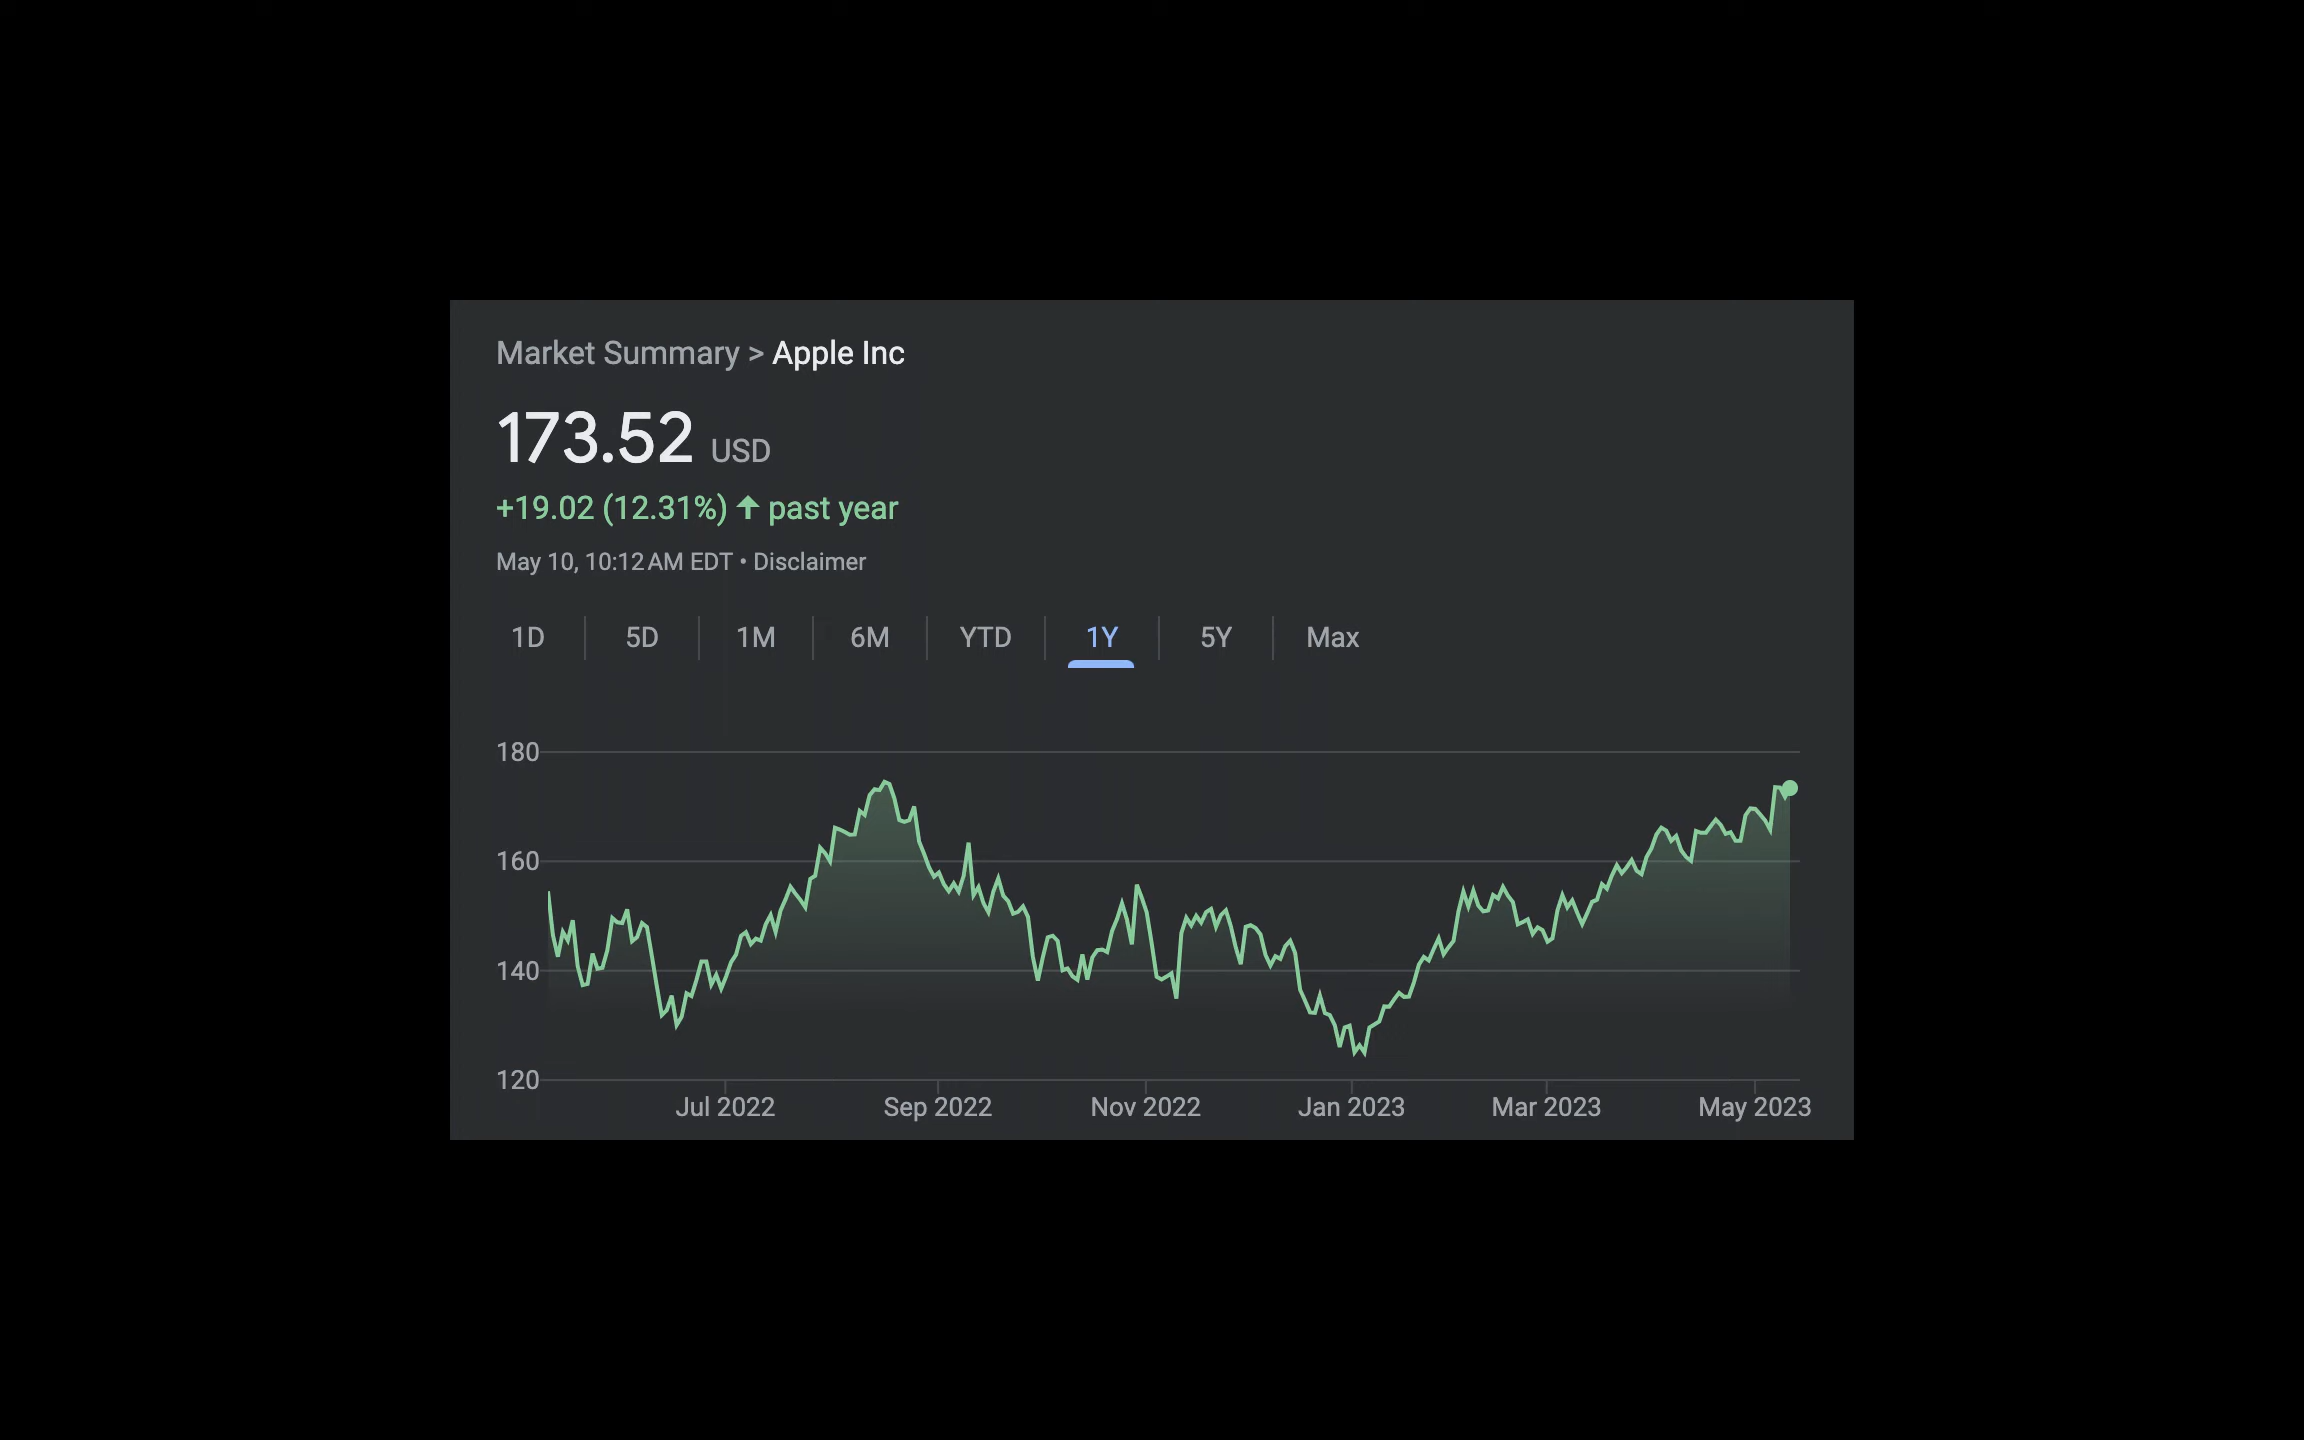 Market Summary > Apple Inc
173.52 USD
+19.02 (12.31%) ↑ past year
May 10, 10:12 AM EDT • Disclaimer
1D 5D 1M 6M YTD 1Y 5Y Max
180
160
140
120
Jul 2022 Sep 2022 Nov 2022 Jan 2023 Mar 2023 May 2023